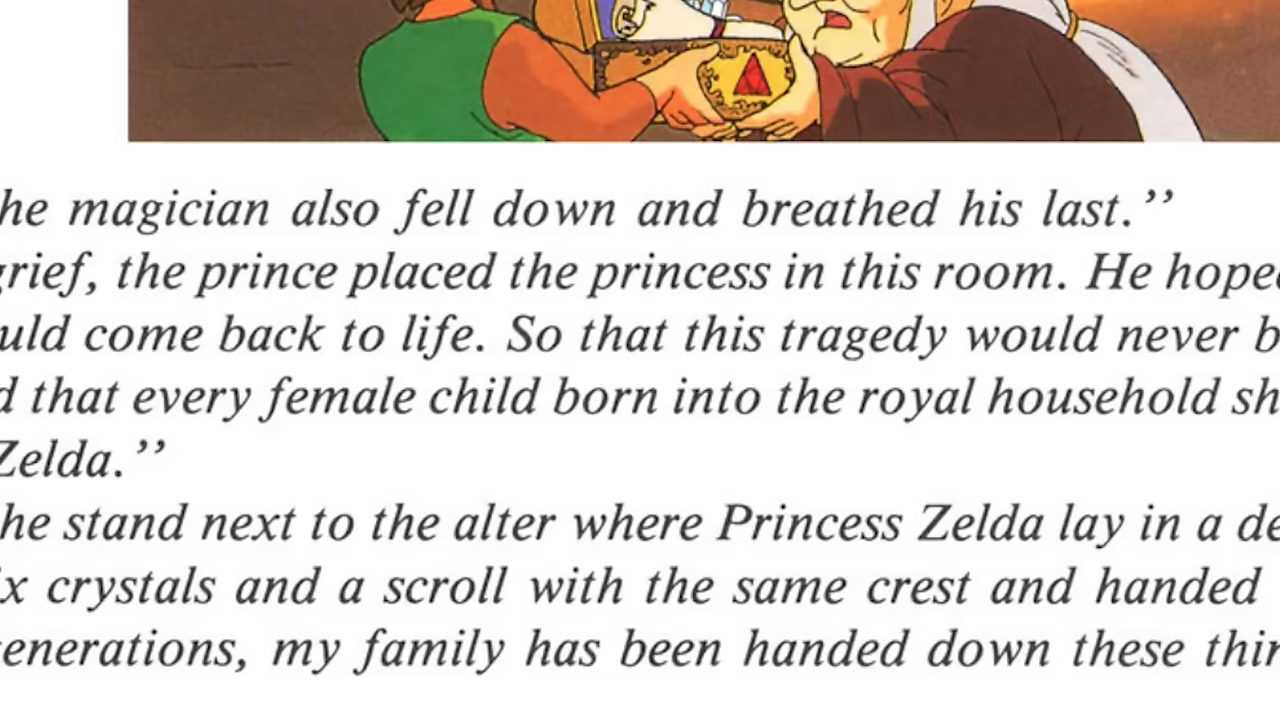 he magician also fell down and breathed his last.’’
grief, the prince placed the princess in this room. He hoped
uld come back to life. So that this tragedy would never b
d that every female child born into the royal household sh
Zelda.’’
he stand next to the alter where Princess Zelda lay in a de
ix crystals and a scroll with the same crest and handed
enerations, my family has been handed down these thin